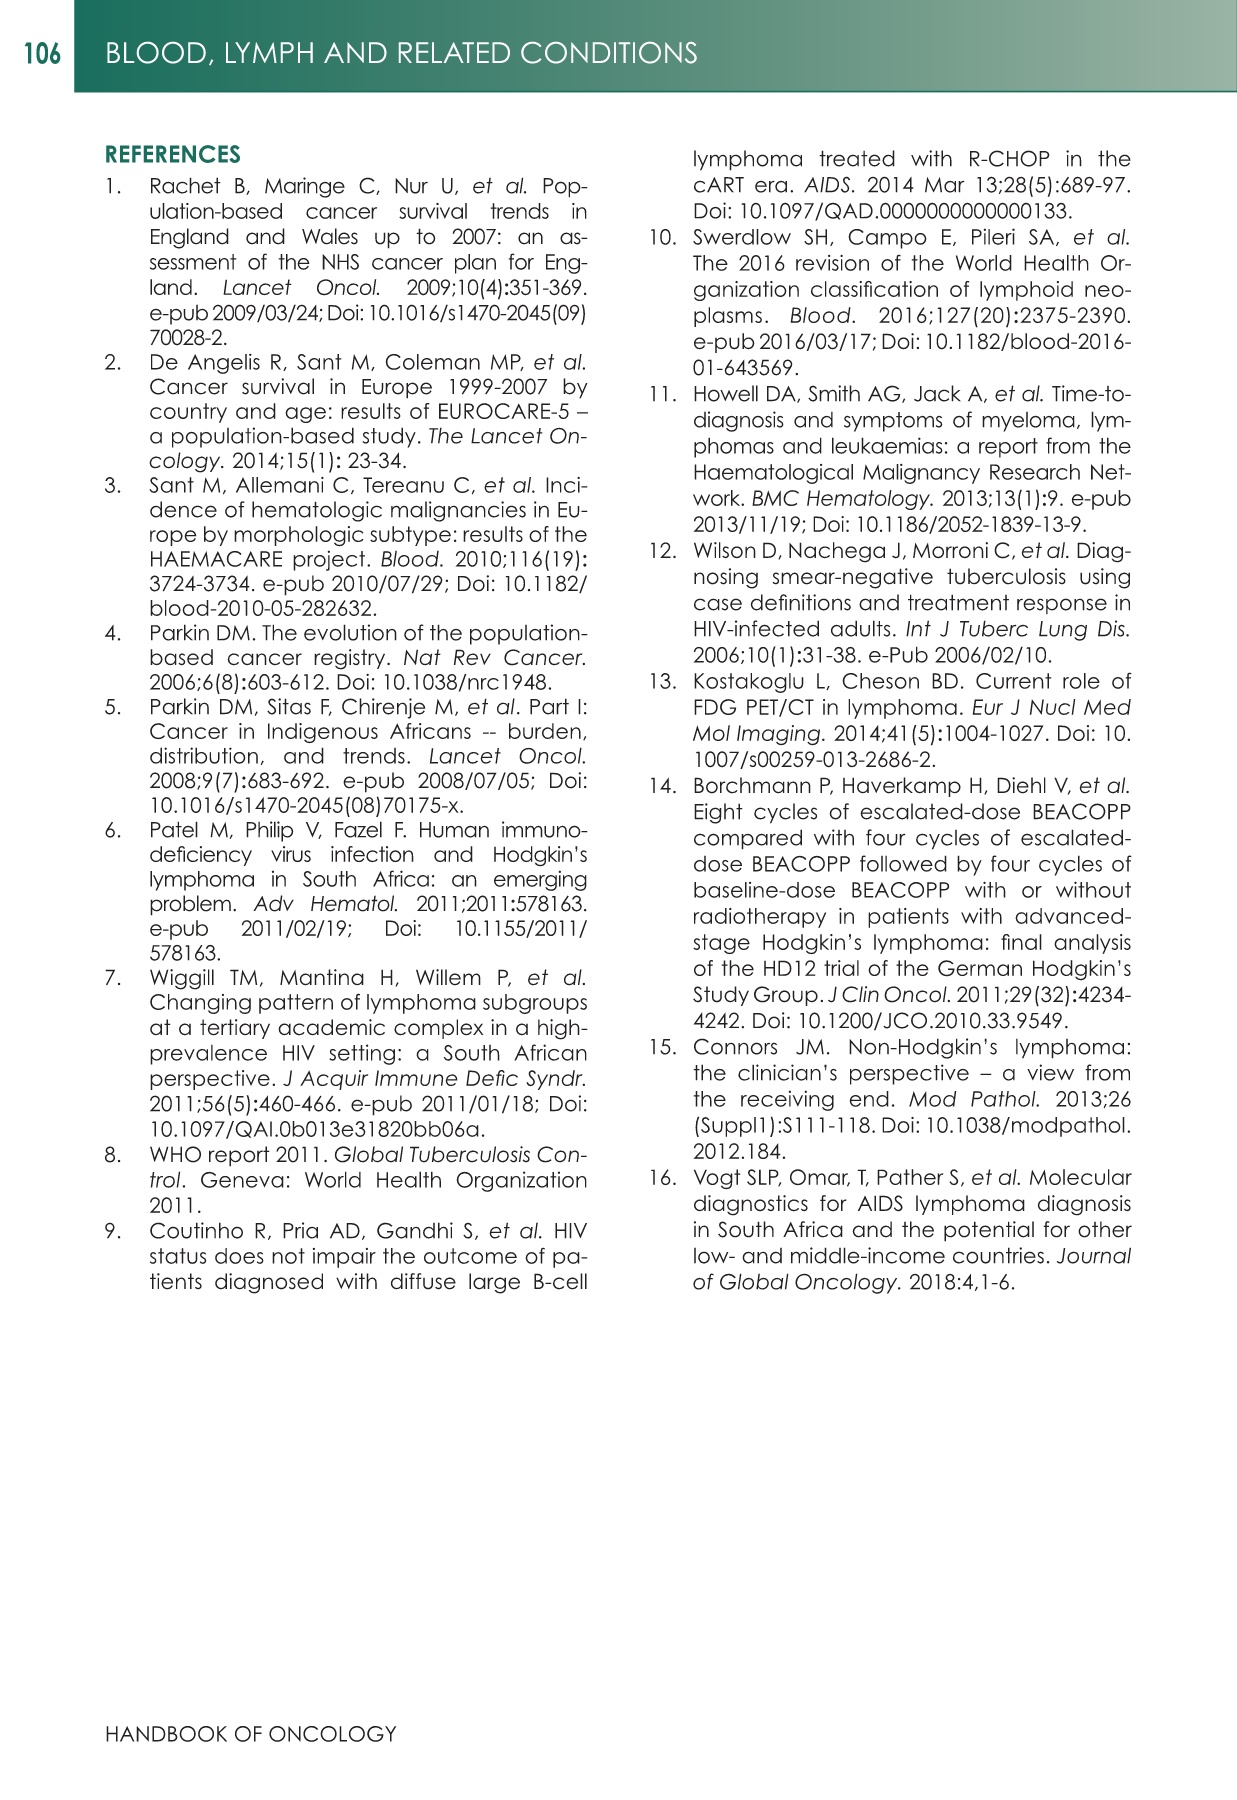 106
BLOOD, LYMPH AND RELATED CONDITIONS
REFERENCES
1. Rachet B, Maringe C, Nur U, et al. Pop-
ulation-based cancer survival trends in
England and Wales up to 2007: an as-
sessment of the NHS cancer plan for Eng-
land. Lancet Oncol. 2009;10(4):351-369.
e-pub 2009/03/24; Doi: 10.1016/s1470-2045(09)
70028-2.
2. De Angelis R, Sant M, Coleman MP, et al.
Cancer survival in Europe 1999-2007 by
country and age: results of EUROCARE-5 –
a population-based study. The Lancet On-
cology. 2014;15(1): 23-34.
3. Sant M, Allemani C, Tereanu C, et al. Inci-
dence of hematologic malignancies in Eu-
rope by morphologic subtype: results of the
HAEMACARE project. Blood. 2010;116(19):
3724-3734. e-pub 2010/07/29; Doi: 10.1182/
blood-2010-05-282632.
4. Parkin DM. The evolution of the population-
based cancer registry. Nat Rev Cancer.
2006;6(8):603-612. Doi: 10.1038/nrc1948.
5. Parkin DM, Sitas F, Chirenje M, et al. Part I:
Cancer in Indigenous Africans -- burden,
distribution, and trends. Lancet Oncol.
2008;9(7):683-692. e-pub 2008/07/05; Doi:
10.1016/s1470-2045(08)70175-x.
6. Patel M, Philip V, Fazel F. Human immuno-
deficiency virus infection and Hodgkin's
lymphoma in South Africa: an emerging
problem. Adv Hematol. 2011;2011:578163.
e-pub 2011/02/19; Doi: 10.1155/2011/
578163.
7. Wiggill TM, Mantina H, Willem P, et al.
Changing pattern of lymphoma subgroups
at a tertiary academic complex in a high-
prevalence HIV setting: a South African
perspective. J Acquir Immune Defic Syndr.
2011;56(5):460-466. e-pub 2011/01/18; Doi:
10.1097/QAI.0b013e31820bb06a.
8. WHO report 2011. Global Tuberculosis Con-
trol. Geneva: World Health Organization
2011.
9. Coutinho R, Pria AD, Gandhi S, et al. HIV
status does not impair the outcome of pa-
tients diagnosed with diffuse large B-cell
lymphoma treated with R-CHOP in the
cART era. AIDS. 2014 Mar 13;28(5):689-97.
Doi: 10.1097/QAD.0000000000000133.
10. Swerdlow SH, Campo E, Pileri SA, et al.
The 2016 revision of the World Health Or-
ganization classification of lymphoid neo-
plasms. Blood. 2016;127(20):2375-2390.
e-pub 2016/03/17; Doi: 10.1182/blood-2016-
01-643569.
11. Howell DA, Smith AG, Jack A, et al. Time-to-
diagnosis and symptoms of myeloma, lym-
phomas and leukaemias: a report from the
Haematological Malignancy Research Net-
work. BMC Hematology. 2013;13(1):9. e-pub
2013/11/19; Doi: 10.1186/2052-1839-13-9.
12. Wilson D, Nachega J, Morroni C, et al. Diag-
nosing smear-negative tuberculosis using
case definitions and treatment response in
HIV-infected adults. Int J Tuberc Lung Dis.
2006;10(1):31-38. e-Pub 2006/02/10.
13. Kostakoglu L, Cheson BD. Current role of
FDG PET/CT in lymphoma. Eur J Nucl Med
Mol Imaging. 2014;41(5):1004-1027. Doi: 10.
1007/s00259-013-2686-2.
14. Borchmann P, Haverkamp H, Diehl V, et al.
Eight cycles of escalated-dose BEACOPP
compared with four cycles of escalated-
dose BEACOPP followed by four cycles of
baseline-dose BEACOPP with or without
radiotherapy in patients with advanced-
stage Hodgkin's lymphoma: final analysis
of the HD12 trial of the German Hodgkin's
Study Group. J Clin Oncol. 2011;29(32):4234-
4242. Doi: 10.1200/JCO.2010.33.9549.
15. Connors JM. Non-Hodgkin's lymphoma:
the clinician's perspective – a view from
the receiving end. Mod Pathol. 2013;26
(Suppl1):S111-118. Doi: 10.1038/modpathol.
2012.184.
16. Vogt SLP, Omar, T, Pather S, et al. Molecular
diagnostics for AIDS lymphoma diagnosis
in South Africa and the potential for other
low- and middle-income countries. Journal
of Global Oncology. 2018:4,1-6.
HANDBOOK OF ONCOLOGY